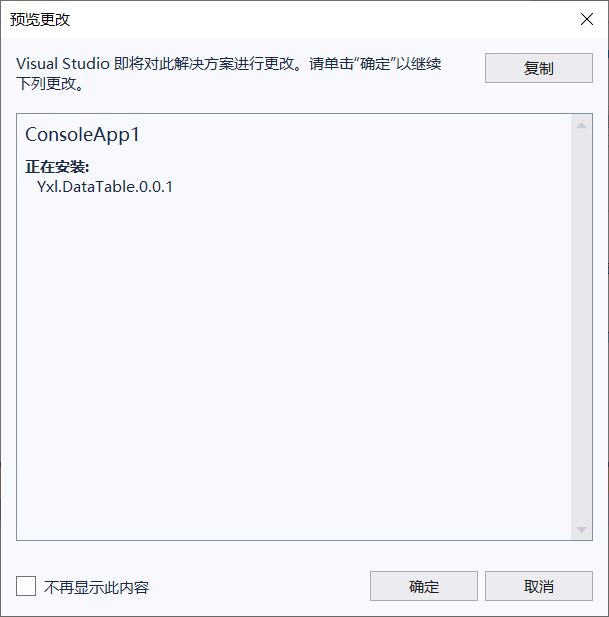 预览更改
Visual Studio 即将对此解决方案进行更改。请单击“确定”以继续
下列更改。
复制
ConsoleApp1
正在安装:
Yxl.DataTable.0.0.1
不再显示此内容
确定
取消